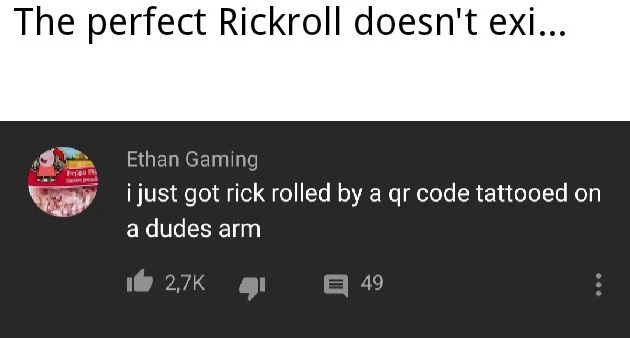 The perfect Rickroll doesn't exi...
Ethan Gaming
i just got rick rolled by a qr code tattooed on
a dudes arm
2,7K
49